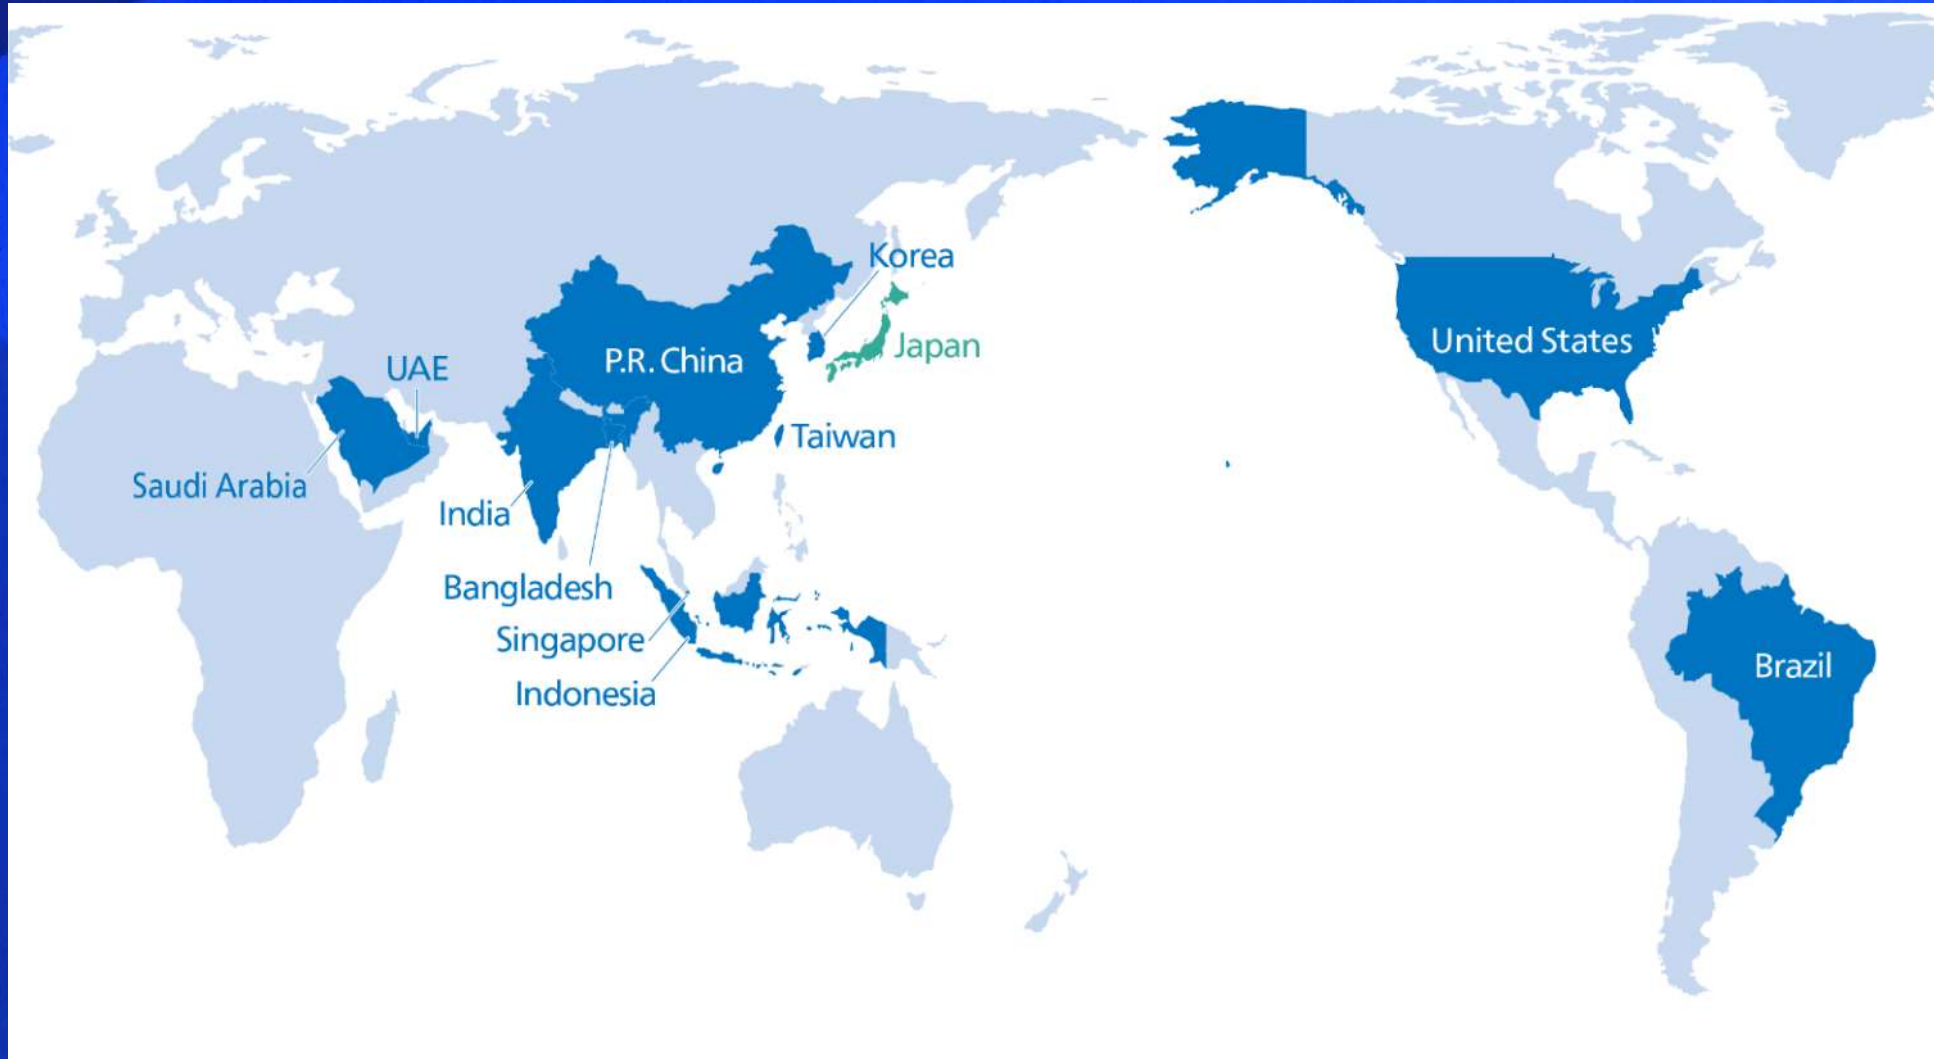 Korea
Japan
United States
P.R. China
UAE
Taiwan
Saudi Arabia
India
Bangladesh
Singapore
Indonesia
Brazil